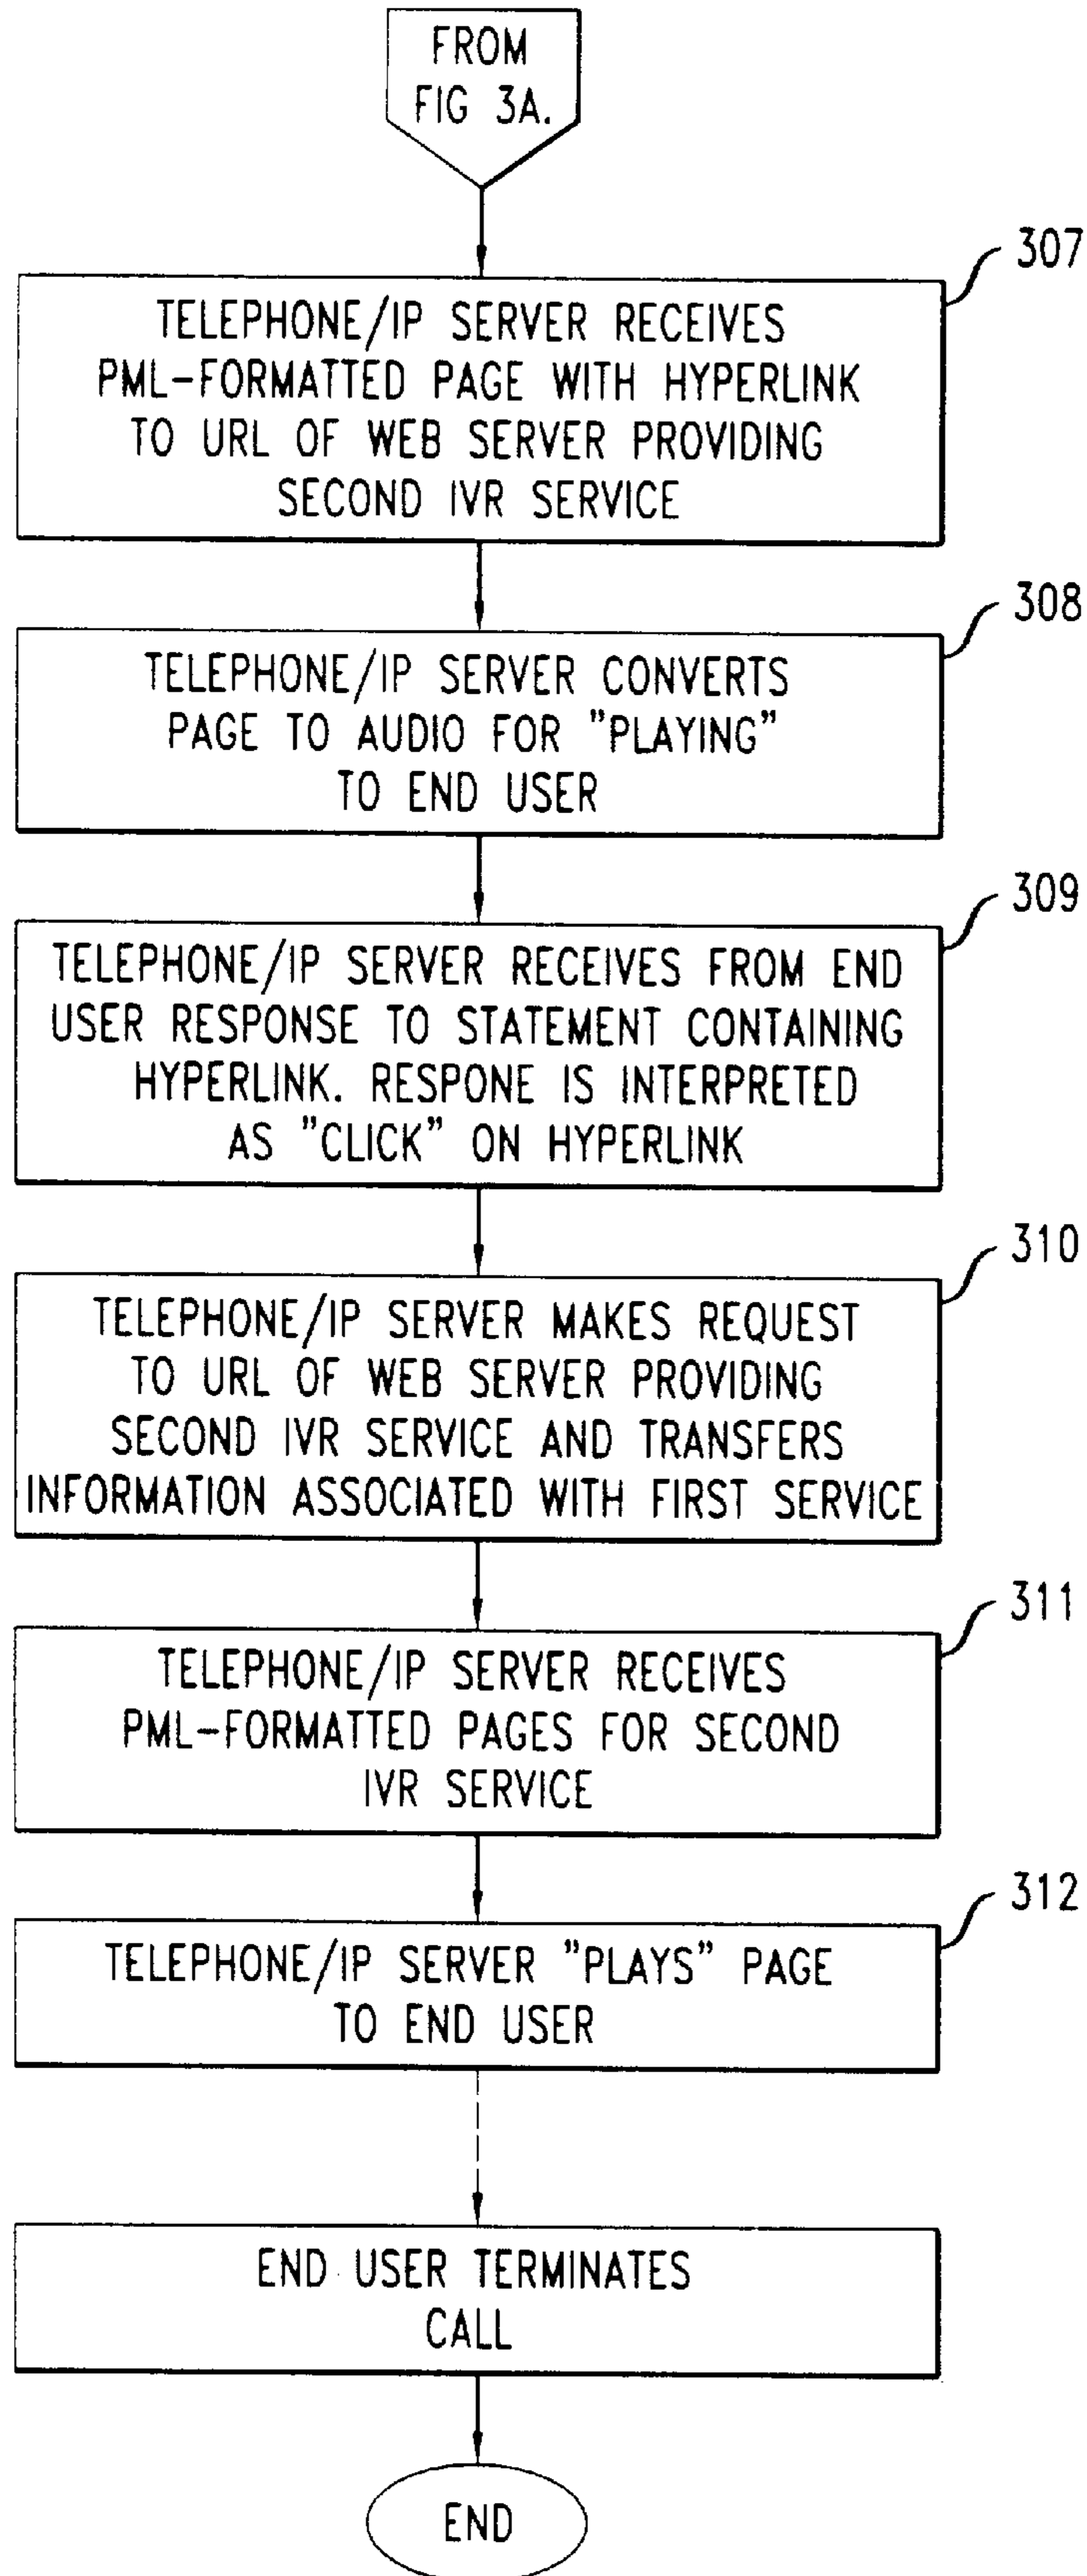 FROM
FIG 3A.
307
TELEPHONE/IP SERVER RECEIVES
PML-FORMATTED PAGE WITH HYPERLINK
TO URL OF WEB SERVER PROVIDING
SECOND IVR SERVICE
308
TELEPHONE/IP SERVER CONVERTS
PAGE TO AUDIO FOR "PLAYING"
TO END USER
309
TELEPHONE/IP SERVER RECEIVES FROM END
USER RESPONSE TO STATEMENT CONTAINING
HYPERLINK. RESPONE IS INTERPRETED
AS "CLICK" ON HYPERLINK
310
TELEPHONE/IP SERVER MAKES REQUEST
TO URL OF WEB SERVER PROVIDING
SECOND IVR SERVICE AND TRANSFERS
INFORMATION ASSOCIATED WITH FIRST SERVICE
311
TELEPHONE/IP SERVER RECEIVES
PML-FORMATTED PAGES FOR SECOND
IVR SERVICE
312
TELEPHONE/IP SERVER "PLAYS" PAGE
TO END USER
END USER TERMINATES
CALL
END